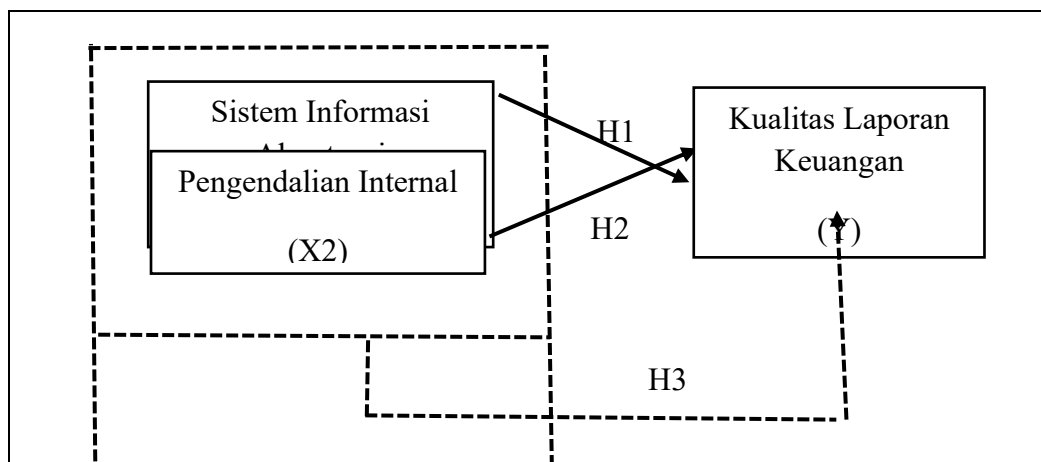 Sistem Informasi
Pengendalian Internal
(X2)
H1
H2
Kualitas Laporan
Keuangan
(Y)
H3